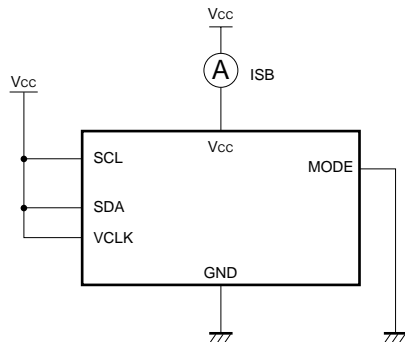 Vcc
A ISB
Vcc
Vcc
SCL
MODE
SDA
VCLK
GND